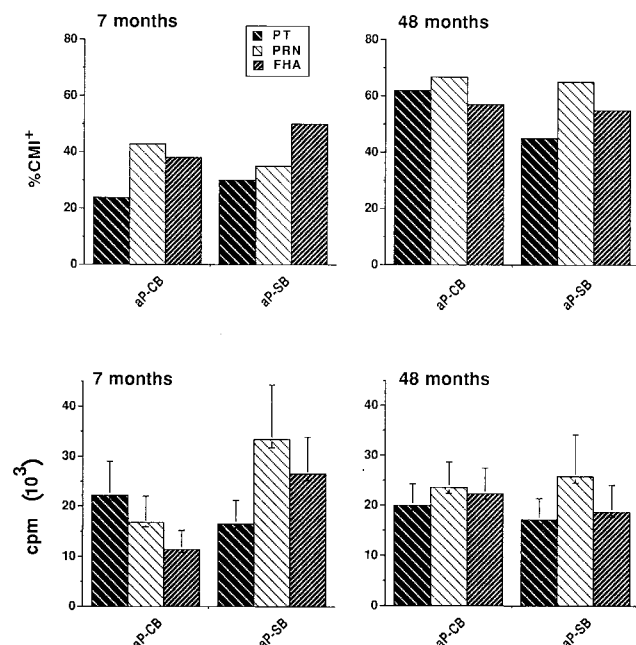 7 months
48 months
PT
PRN
FHA
%CMI+
80
60
40
20
0
80
60
40
20
0
aP-CB
aP-SB
aP-CB
aP-SB
7 months
48 months
cpm (10³)
40
30
20
10
0
40
30
20
10
0
aP-CB
aP-SB
aP-CB
aP-SB